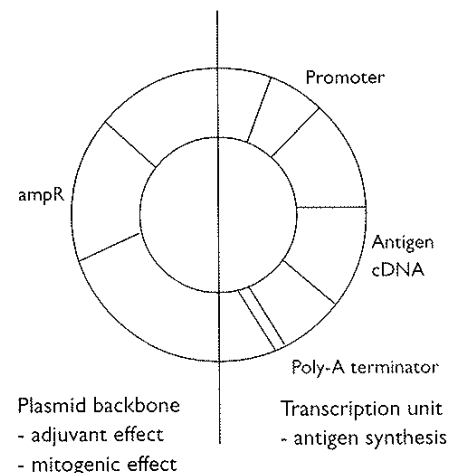 Promoter
ampR
Antigen
cDNA
Poly-A terminator
Plasmid backbone
- adjuvant effect
- mitogenic effect
Transcription unit
- antigen synthesis